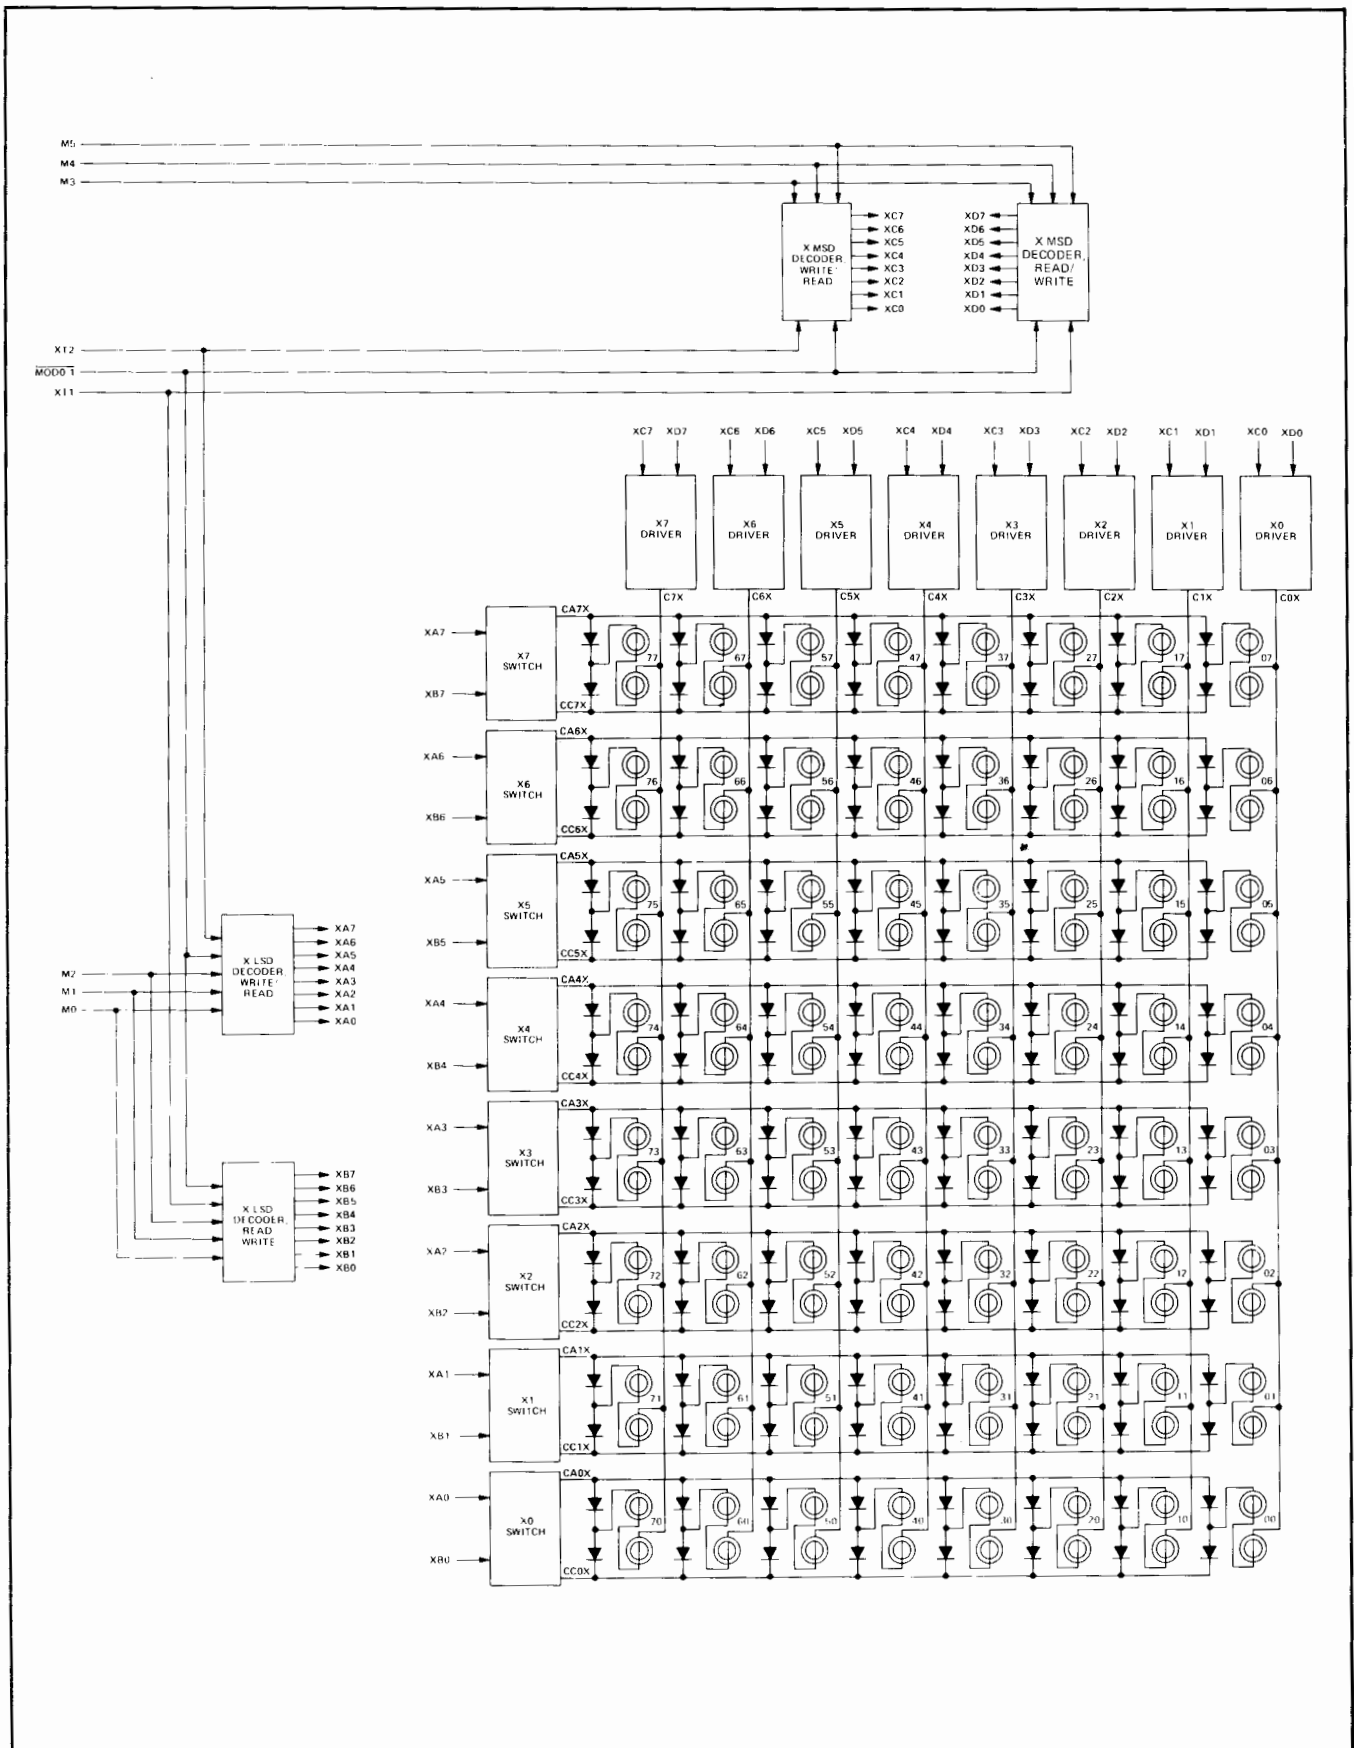 M5
M4
M3
X MSD
DECODER,
WRITE/
READ
XC7
XC6
XC5
XC4
XC3
XC2
XC1
XC0
XD7
XD6
XD5
XD4
XD3
XD2
XD1
XD0
X MSD
DECODER,
READ/
WRITE
XT2
MOD0 1
XT1
XC7 XD7 XC6 XD6 XC5 XD5 XC4 XD4 XC3 XD3 XC2 XD2 XC1 XD1 XC0 XD0
X7
DRIVER
X6
DRIVER
X5
DRIVER
X4
DRIVER
X3
DRIVER
X2
DRIVER
X1
DRIVER
X0
DRIVER
C7X C6X C5X C4X C3X C2X C1X C0X
XA7
XB7
X7
SWITCH
CA7X
CC7X
77 67 57 47 37 27 17 07
XA6
XB6
X6
SWITCH
CA6X
CC6X
76 66 56 46 36 26 16 06
XA5
XB5
X5
SWITCH
CA5X
CC5X
75 65 55 45 35 25 15 05
M2
M1
M0
X LSD
DECODER,
WRITE/
READ
XA7
XA6
XA5
XA4
XA3
XA2
XA1
XA0
XA4
XB4
X4
SWITCH
CA4X
CC4X
74 64 54 44 34 24 14 04
XA3
XB3
X3
SWITCH
CA3X
CC3X
73 63 53 43 33 23 13 03
X LSD
DECODER,
READ
WRITE
XB7
XB6
XB5
XB4
XB3
XB2
XB1
XB0
XA2
XB2
X2
SWITCH
CA2X
CC2X
72 62 52 42 32 22 12 02
XA1
XB1
X1
SWITCH
CA1X
CC1X
71 61 51 41 31 21 11 01
XA0
XB0
X0
SWITCH
CA0X
CC0X
70 60 50 40 30 20 10 00